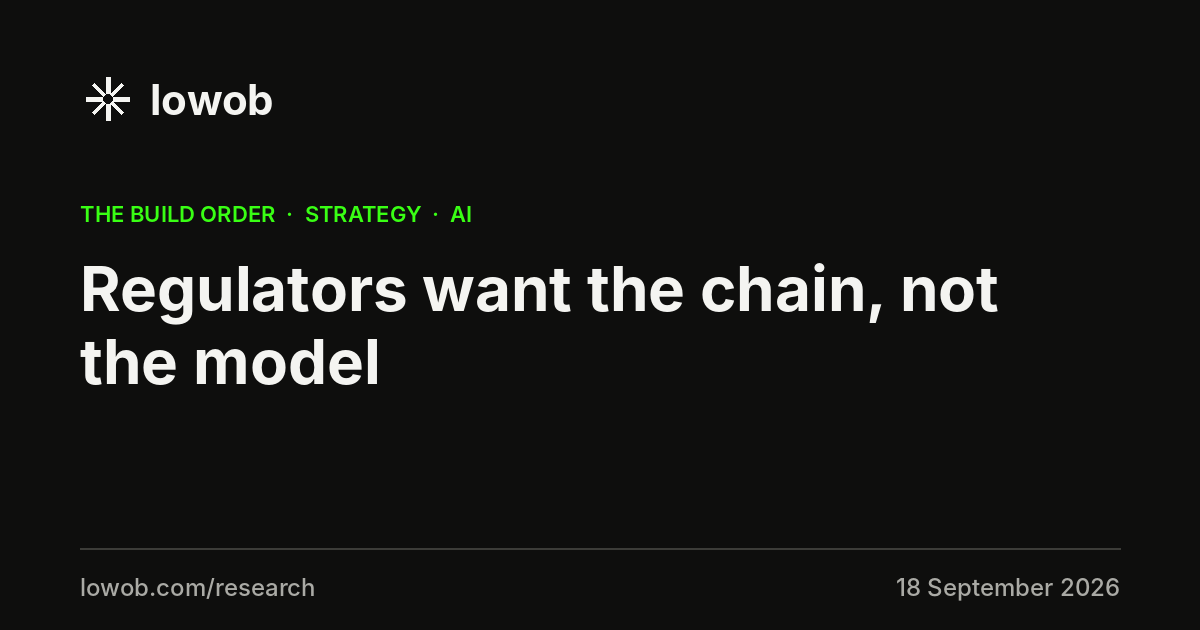 lowob
THE BUILD ORDER · STRATEGY · AI
Regulators want the chain, not
the model
lowob.com/research
18 September 2026